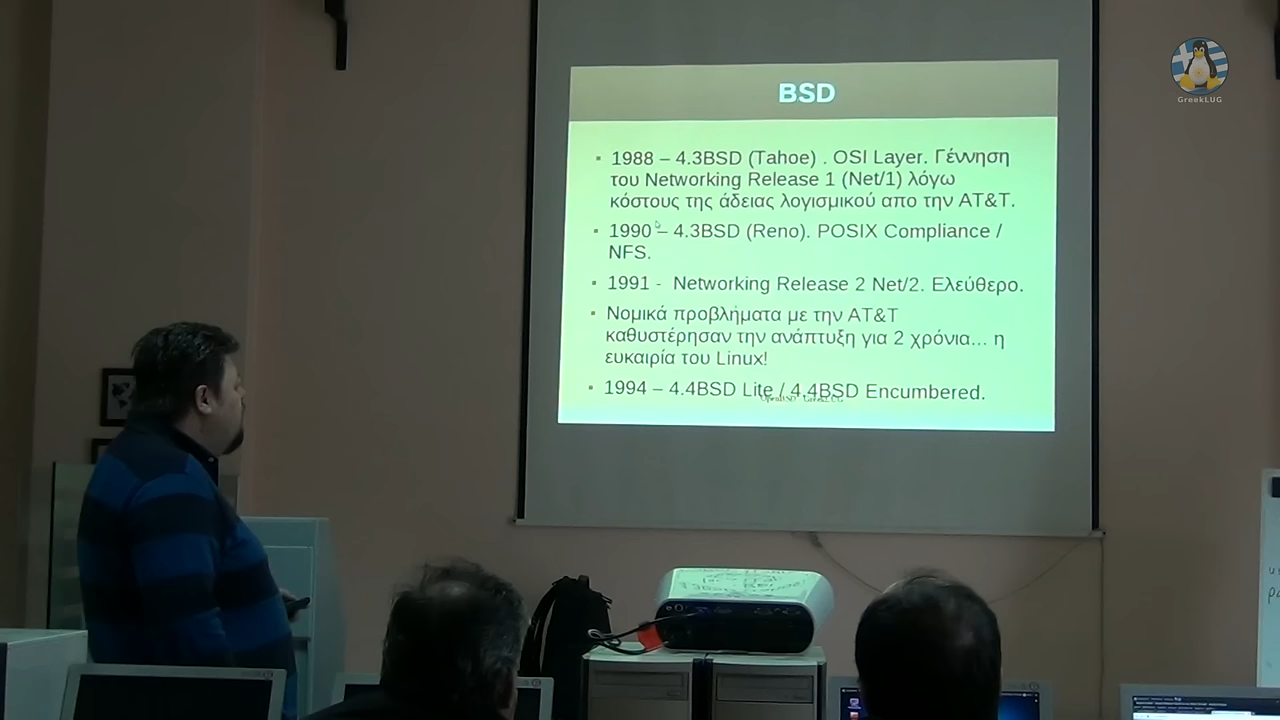 GreekLUG
BSD
1988 – 4.3BSD (Tahoe) . OSI Layer. Γέννηση
του Networking Release 1 (Net/1) λόγω
κόστους της άδειας λογισμικού απο την AT&T.
1990 – 4.3BSD (Reno). POSIX Compliance /
NFS.
1991 - Networking Release 2 Net/2. Ελεύθερο.
Νομικά προβλήματα με την AT&T
καθυστέρησαν την ανάπτυξη για 2 χρόνια... η
ευκαιρία του Linux!
1994 – 4.4BSD Lite / 4.4BSD Encumbered.
OpenBSD GreekLUG